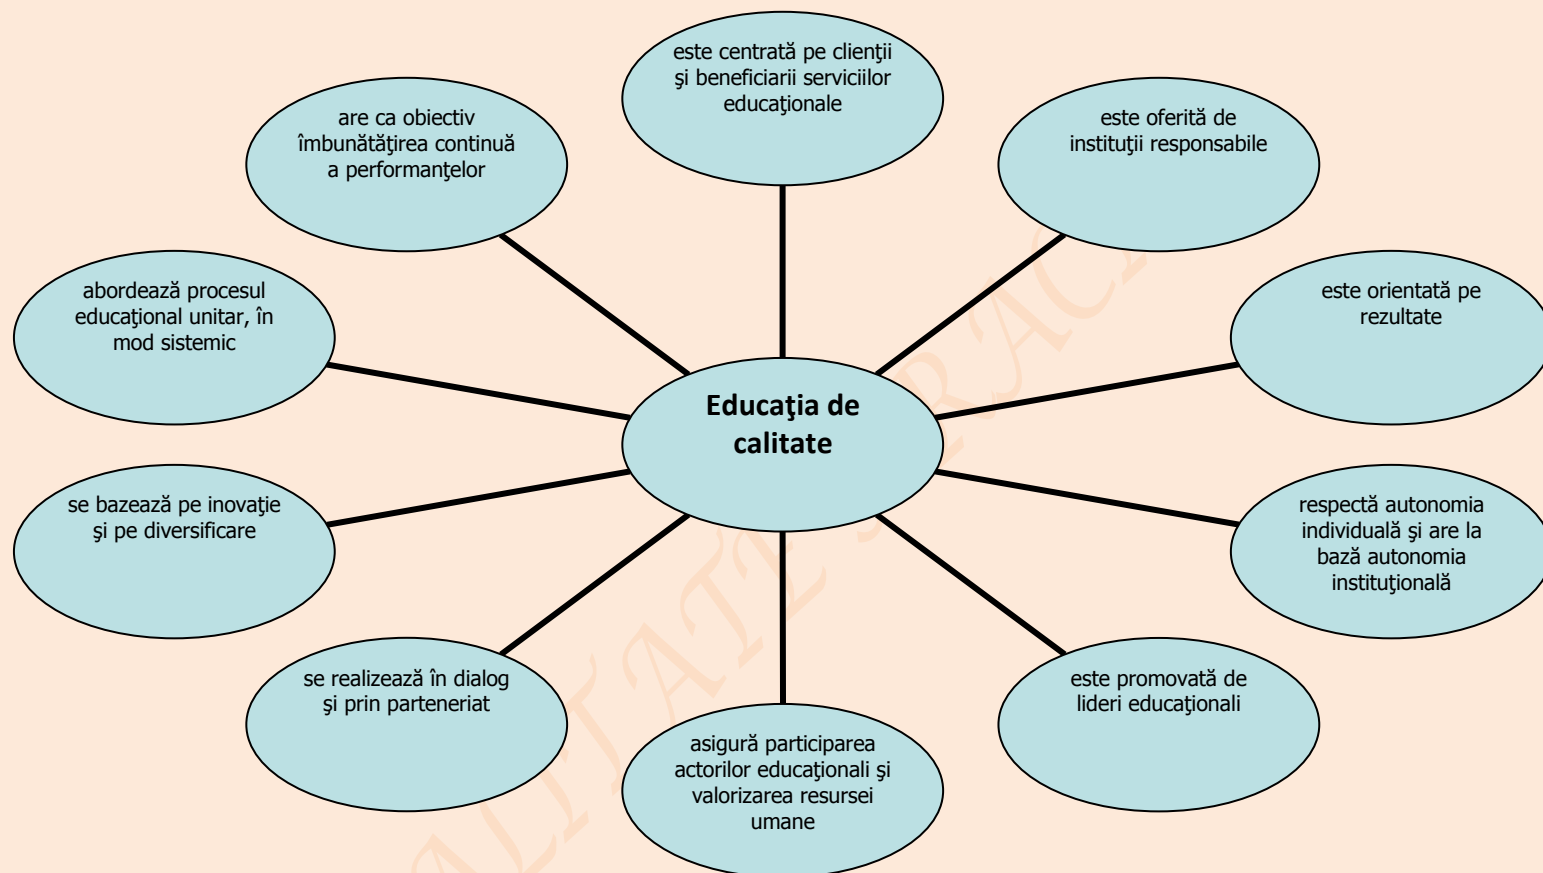 este centrată pe clienţii
şi beneficiarii serviciilor
educaţionale
este oferită de
instituţii responsabile
este orientată pe
rezultate
respectă autonomia
individuală şi are la
bază autonomia
instituţională
este promovată de
lideri educaţionali
asigură participarea
actorilor educaţionali şi
valorizarea resursei
umane
se realizează în dialog
şi prin parteneriat
se bazează pe inovaţie
şi pe diversificare
abordează procesul
educaţional unitar, în
mod sistemic
are ca obiectiv
îmbunătăţirea continuă
a performanţelor
Educaţia de
calitate